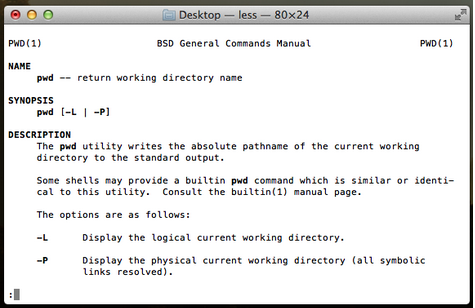 Desktop — less — 80×24
PWD(1) BSD General Commands Manual PWD(1)
NAME
pwd -- return working directory name
SYNOPSIS
pwd [-L | -P]
DESCRIPTION
The pwd utility writes the absolute pathname of the current working
directory to the standard output.
Some shells may provide a builtin pwd command which is similar or identi-
cal to this utility. Consult the builtin(1) manual page.
The options are as follows:
-L Display the logical current working directory.
-P Display the physical current working directory (all symbolic
links resolved).
: